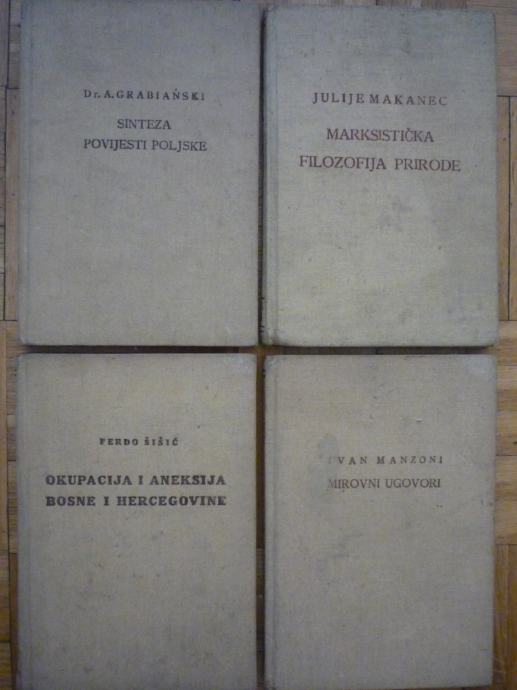 Dr. A. GRABIAŃSKI
SINTEZA
POVIJESTI POLJSKE
JULIJE MAKANEC
MARKSISTIČKA
FILOZOFIJA PRIRODE
FERDO ŠIŠIĆ
OKUPACIJA I ANEKSIJA
BOSNE I HERCEGOVINE
IVAN MANZONI
MIROVNI UGOVORI